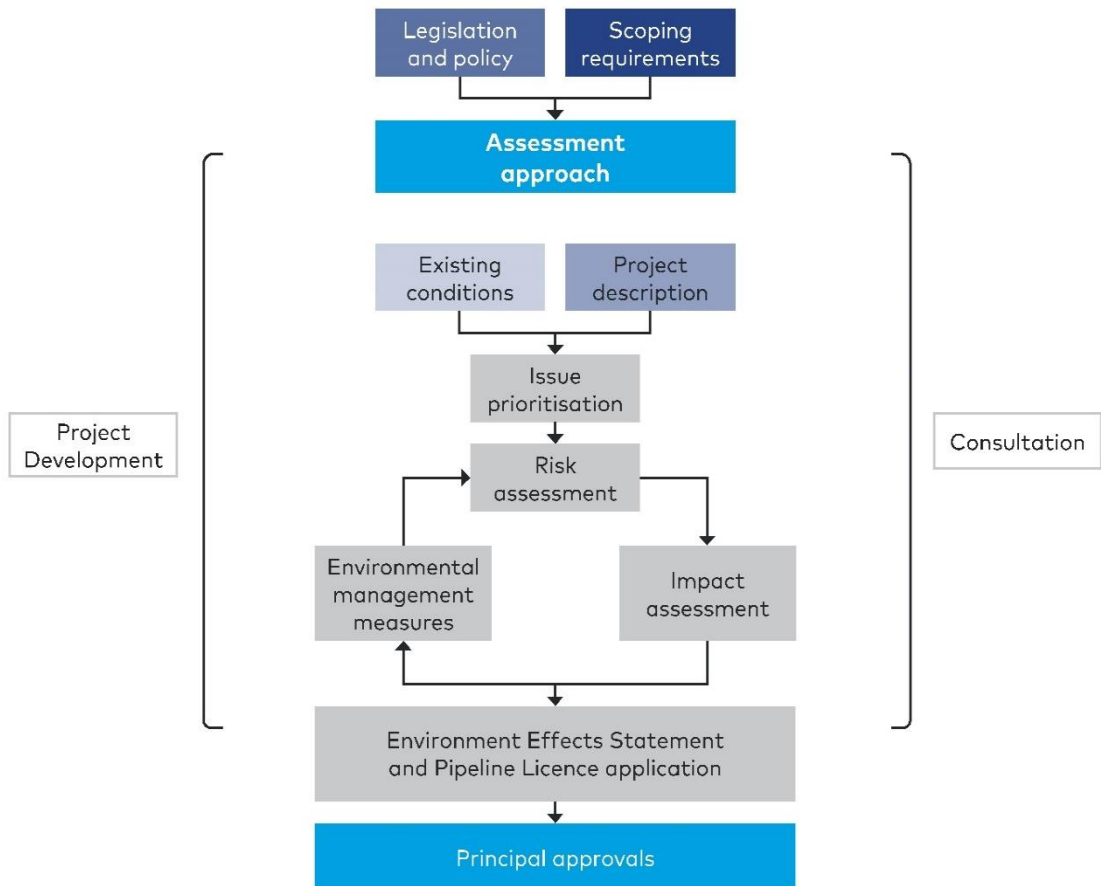 Legislation
and policy
Scoping
requirements
Assessment
approach
Existing
conditions
Project
description
Issue
prioritisation
Project
Development
Consultation
Risk
assessment
Environmental
management
measures
Impact
assessment
Environment Effects Statement
and Pipeline Licence application
Principal approvals